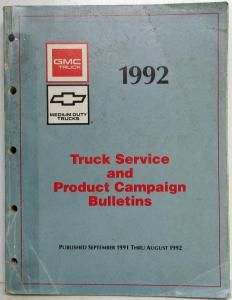 GMC
TRUCK
1992
MEDIUM DUTY
TRUCKS
Truck Service
and
Product Campaign
Bulletins
PUBLISHED SEPTEMBER 1991 THRU AUGUST 1992